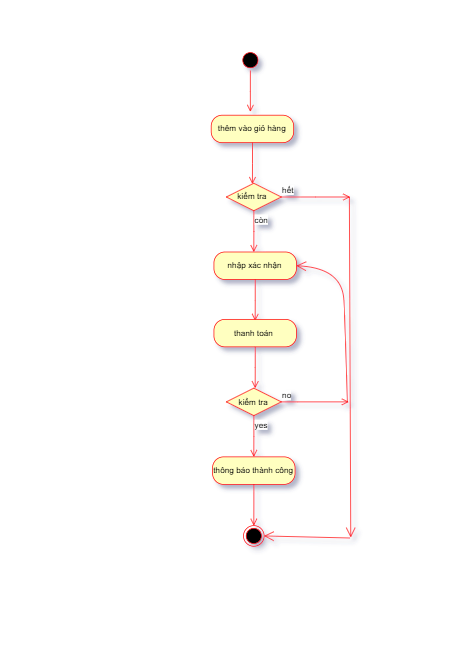 thêm vào giỏ hàng
kiểm tra
hết
còn
nhập xác nhận
thanh toán
kiểm tra
no
yes
thông báo thành công